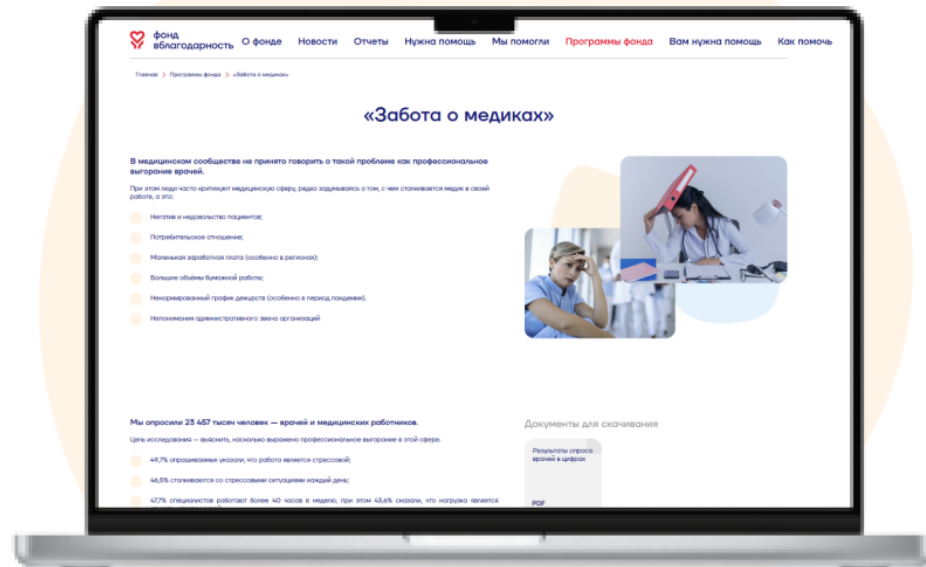 фонд
вблагодарность
О фонде Новости Отчеты Нужна помощь Мы помогли Программы фонда Вам нужна помощь Как помочь
Главная > Программы фонда > «Забота о медиках»
«Забота о медиках»
В медицинском сообществе не принято говорить о такой проблеме как профессиональное
выгорание врачей.
При этом люди часто критикуют медицинскую сферу, редко задумываясь о том, с чем сталкивается медик в своей
работе, а это:
Негатив и недовольство пациентов;
Потребительское отношение;
Маленькая заработная плата (особенно в регионах);
Большие объёмы бумажной работы;
Ненормированный график дежурств (особенно в период пандемии).
Непонимания административного звена организаций
Мы опросили 23 457 тысяч человек — врачей и медицинских работников.
Цель исследования — выяснить, насколько выражено профессиональное выгорание в этой сфере.
49,7% опрашиваемых указали, что работа является стрессовой;
46,5% сталкиваются со стрессовыми ситуациями каждый день;
47,7% специалистов работают более 40 часов в неделю, при этом 43,6% сказали, что нагрузка является
Документы для скачивания
Результаты опроса
врачей в цифрах
PDF